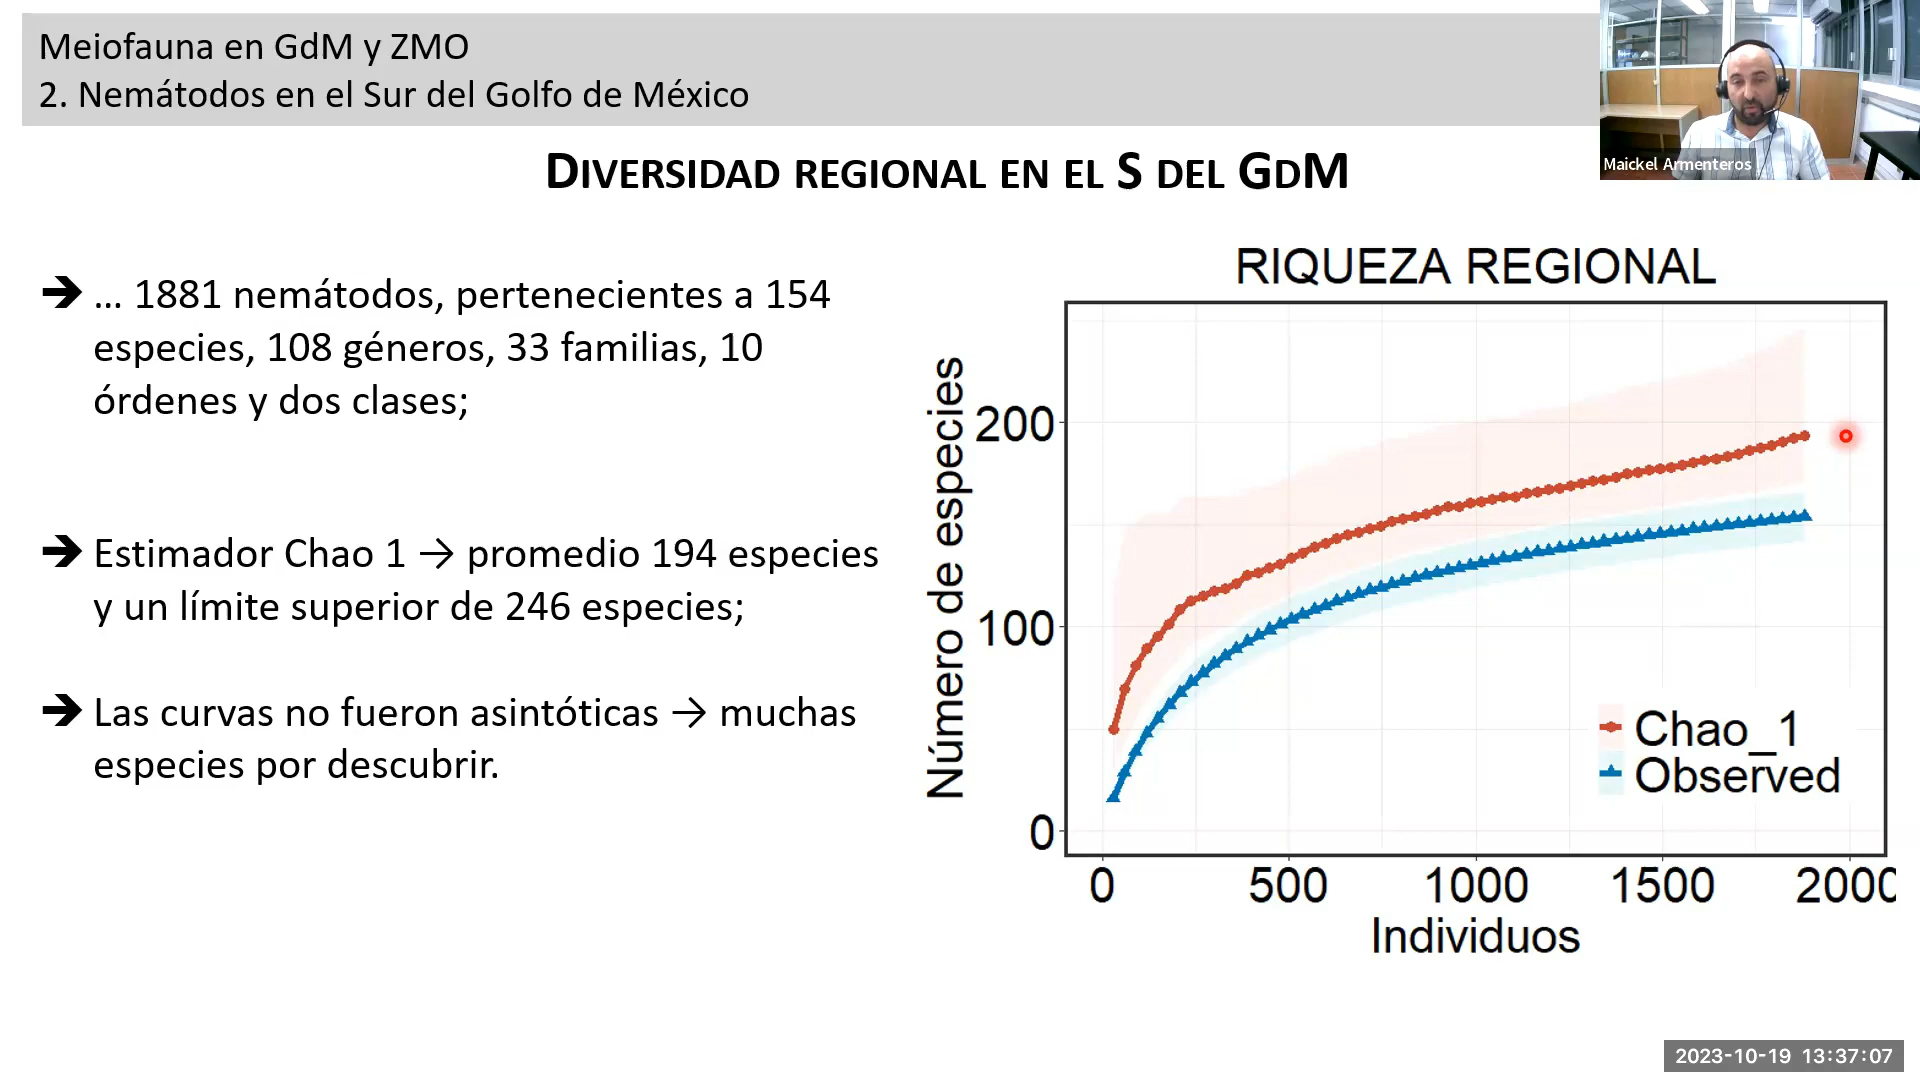 Meiofauna en GdM y ZMO
2. Nemátodos en el Sur del Golfo de México
Maickel Armenteros
DIVERSIDAD REGIONAL EN EL S DEL GDM
➔ ... 1881 nemátodos, pertenecientes a 154
especies, 108 géneros, 33 familias, 10
órdenes y dos clases;
➔ Estimador Chao 1 → promedio 194 especies
y un límite superior de 246 especies;
➔ Las curvas no fueron asintóticas → muchas
especies por descubrir.
RIQUEZA REGIONAL
Número de especies
200
100
0
Chao_1
Observed
0 500 1000 1500 2000
Individuos
2023-10-19 13:37:07